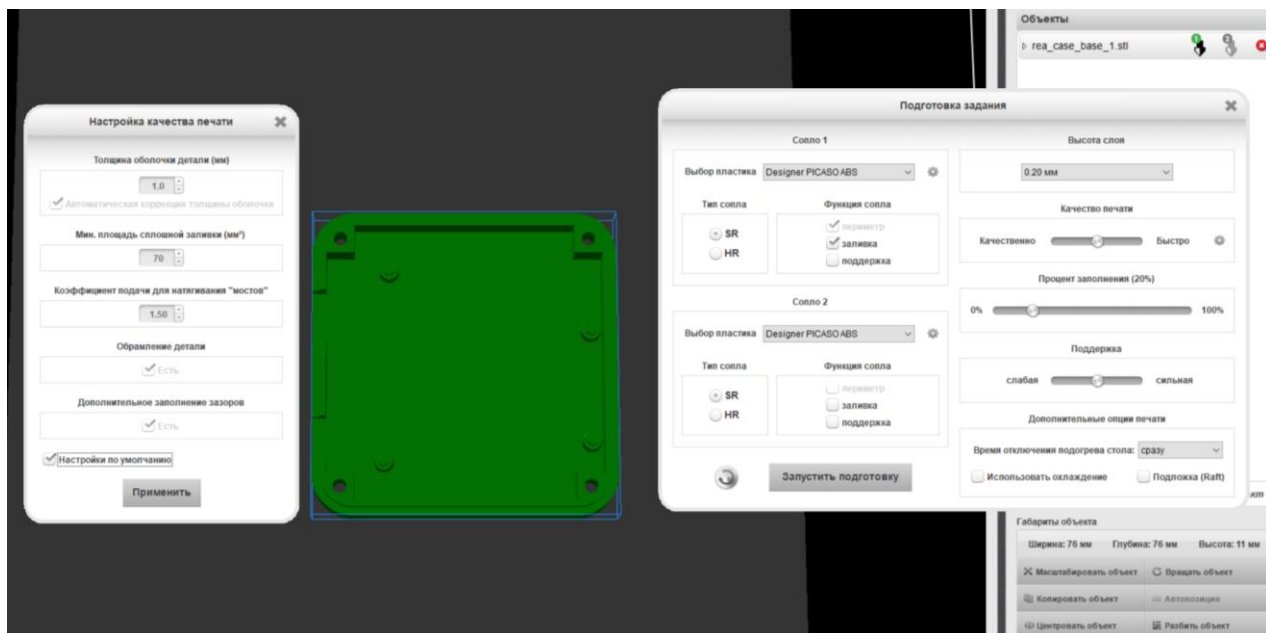 Объекты
rea_case_base_1.stl
Настройка качества печати
Толщина оболочки детали (мм)
1.0
Автоматическая коррекция толщины оболочки
Мин. площадь сплошной заливки (мм²)
70
Коэффициент подачи для натягивания "мостов"
1.50
Обрамление детали
Есть
Дополнительное заполнение зазоров
Есть
Настройки по умолчанию
Применить
Подготовка задания
Сопло 1
Выбор пластика Designer PICASO ABS
Тип сопла Функция сопла
SR
HR
периметр
заливка
поддержка
Сопло 2
Выбор пластика Designer PICASO ABS
Тип сопла Функция сопла
SR
HR
периметр
заливка
поддержка
Запустить подготовку
Высота слоя
0.20 мм
Качество печати
Качественно Быстро
Процент заполнения (20%)
0% 100%
Поддержка
слабая сильная
Дополнительные опции печати
Время отключения подогрева стола: сразу
Использовать охлаждение Подложка (Raft)
Габариты объекта
Ширина: 76 мм Глубина: 76 мм Высота: 11 мм
Масштабировать объект Вращать объект
Копировать объект Автопозиция
Центровать объект Разбить объект